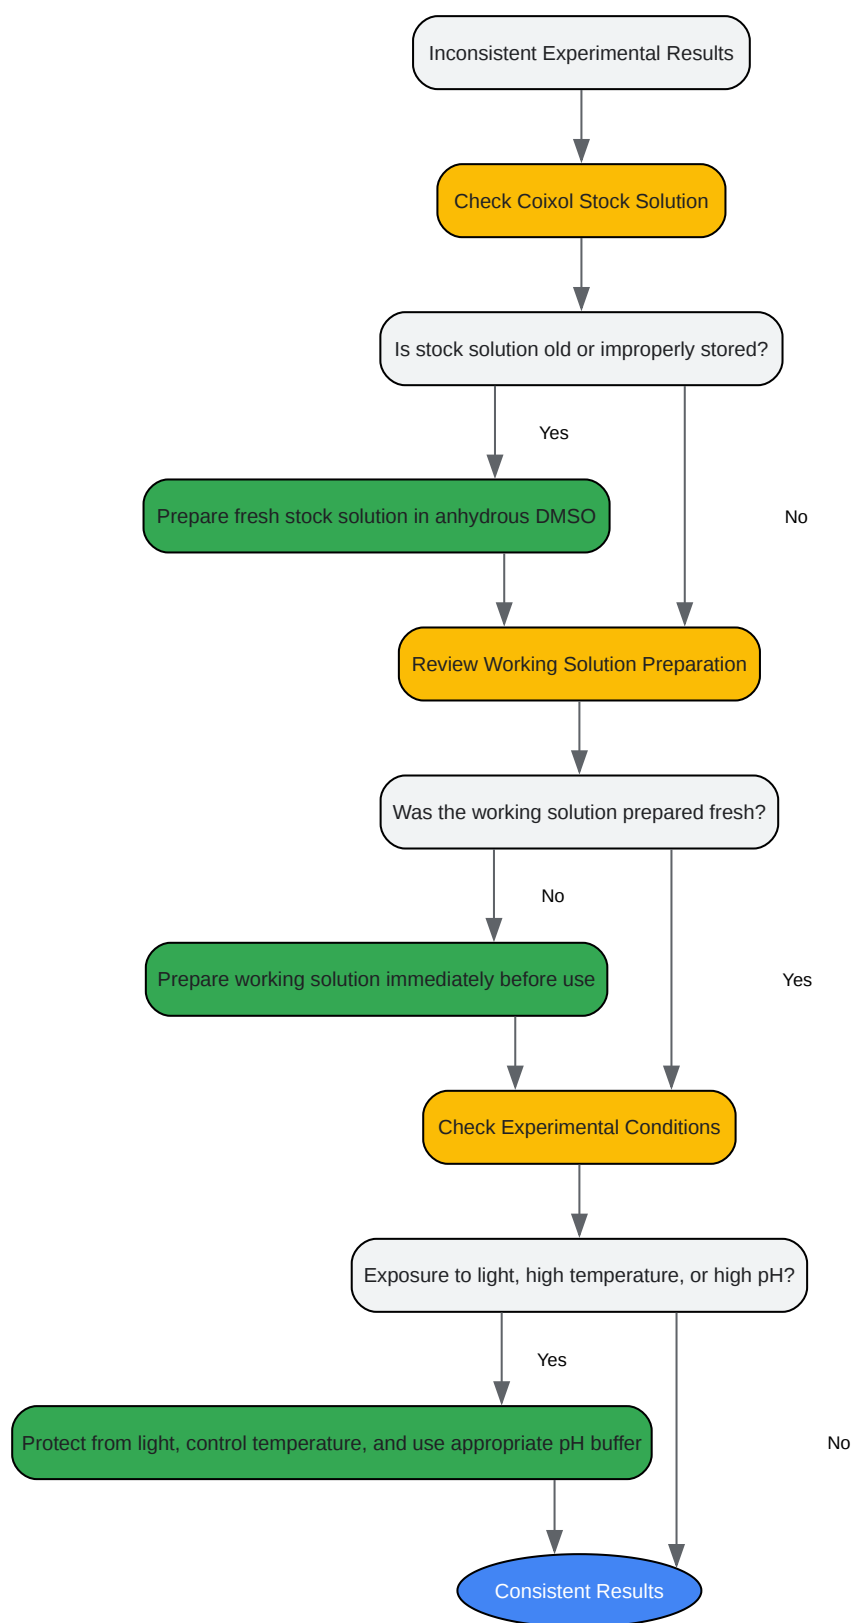 Inconsistent Experimental Results
Check Coixol Stock Solution
Is stock solution old or improperly stored?
Yes
Prepare fresh stock solution in anhydrous DMSO
No
Review Working Solution Preparation
Was the working solution prepared fresh?
No
Prepare working solution immediately before use
Yes
Check Experimental Conditions
Exposure to light, high temperature, or high pH?
Yes
Protect from light, control temperature, and use appropriate pH buffer
No
Consistent Results